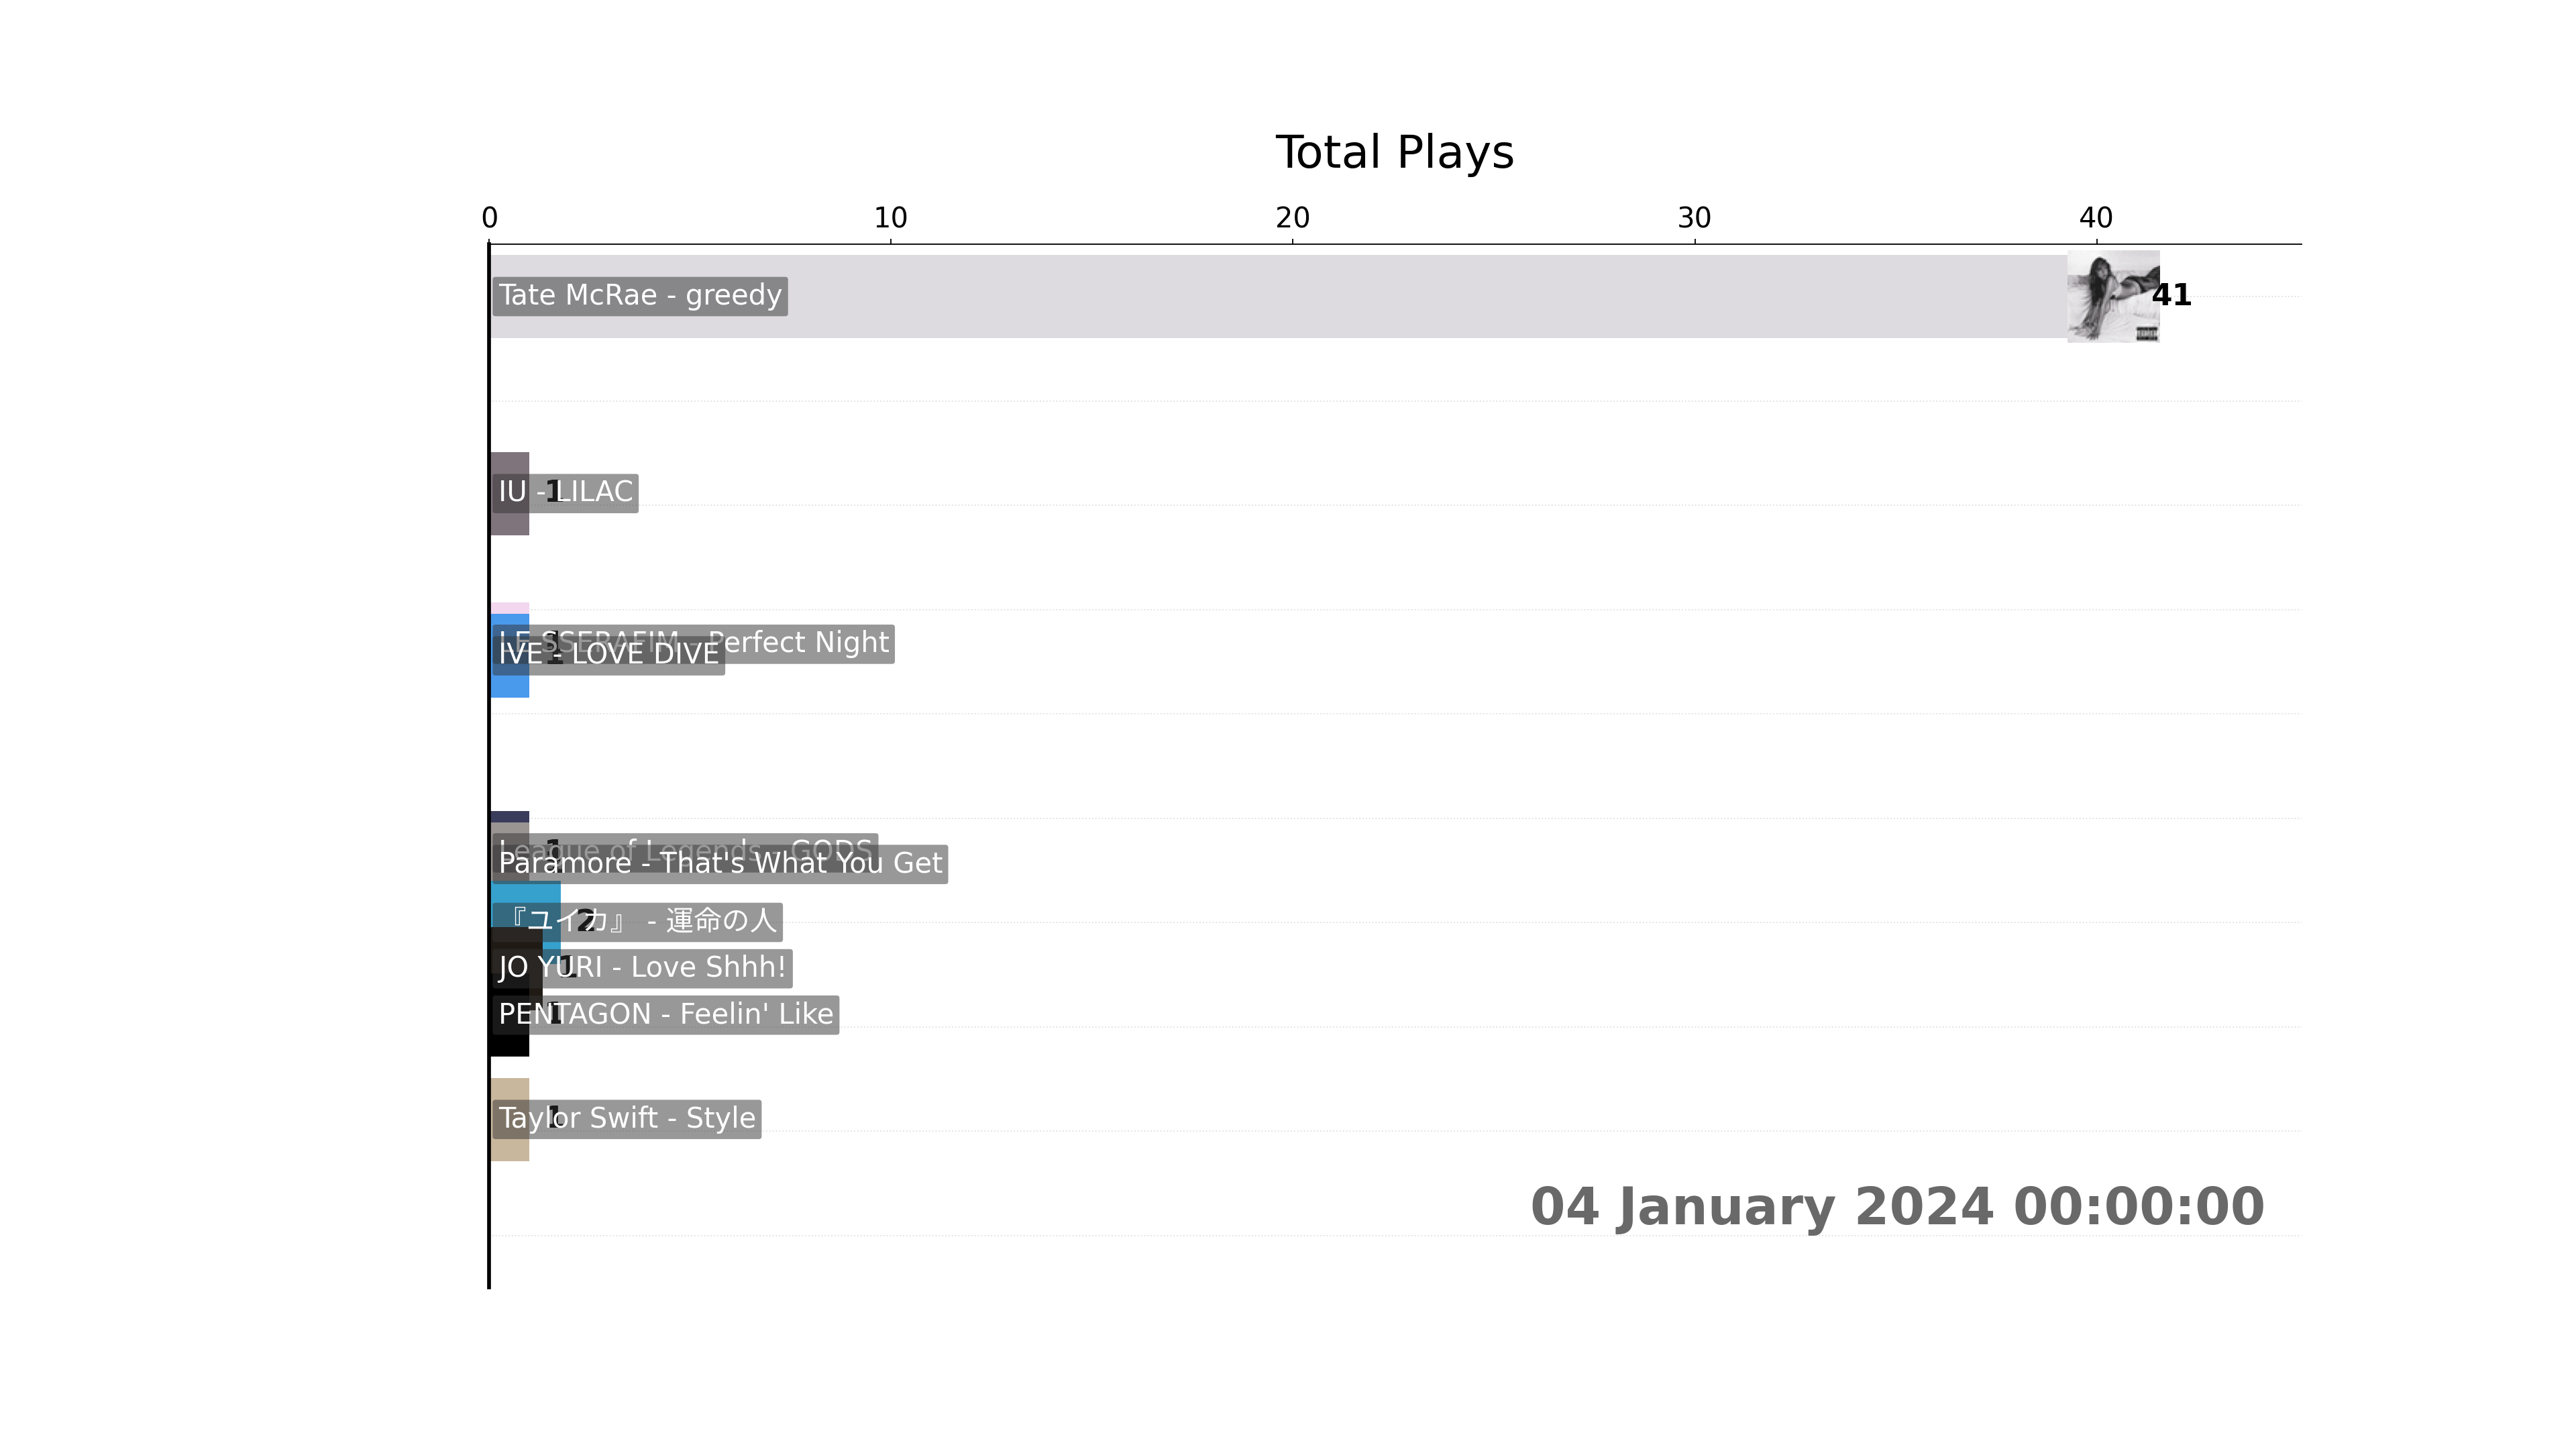 Total Plays
0 10 20 30 40
Tate McRae - greedy 41
IU - LILAC 1
LE SSERAFIM - Perfect Night
IVE - LOVE DIVE 1
League of Legends - GODS
Paramore - That's What You Get
『ユイカ』 - 運命の人 2
JO YURI - Love Shhh! 1
PENTAGON - Feelin' Like 1
Taylor Swift - Style 1
04 January 2024 00:00:00